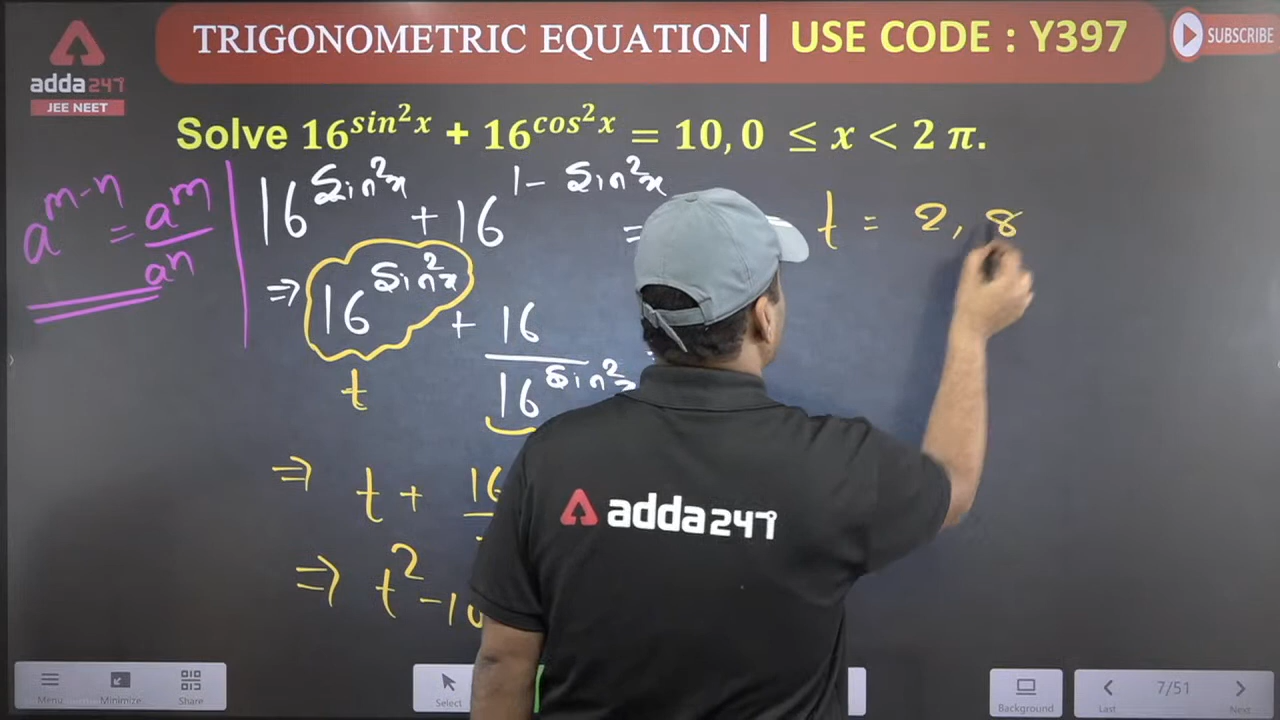 TRIGONOMETRIC EQUATION| USE CODE : Y397
SUBSCRIBE
adda247
JEE NEET
Solve 16^{sin²x} + 16^{cos²x} = 10, 0 ≤ x < 2 π.
a^{m-n} = a^m / a^n
16^{Sin²x} + 16^{1 - Sin²x} =
⇒ 16^{Sin²x} + 16 / 16^{Sin²x}
t
⇒ t + 16
⇒ t² - 10
t = 2, 8
adda247
Menu
Minimize
Share
Select
Background
Last
7/51
Next